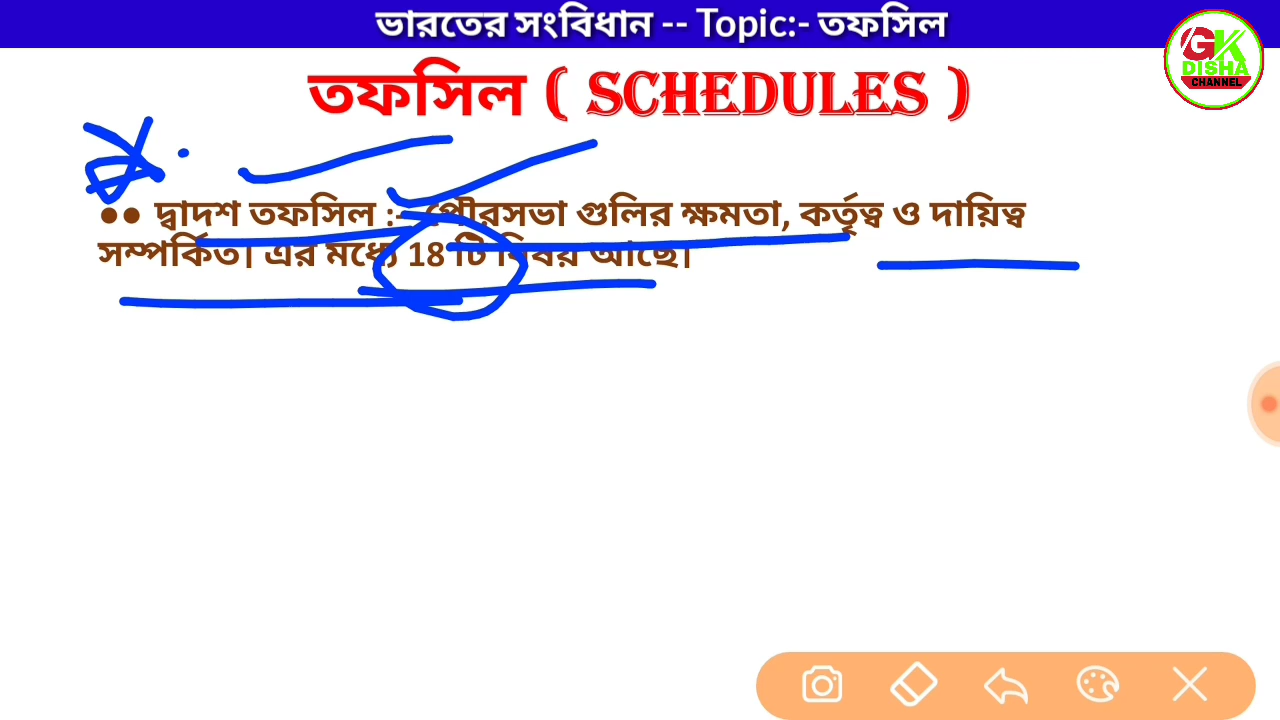 ভারতের সংবিধান -- Topic:- তফসিল
GK
DISHA
CHANNEL
তফসিল ( SCHEDULES )
●● দ্বাদশ তফসিল :- পৌরসভা গুলির ক্ষমতা, কর্তৃত্ব ও দায়িত্ব
সম্পর্কিত। এর মধ্যে 18 টি বিষয় আছে।